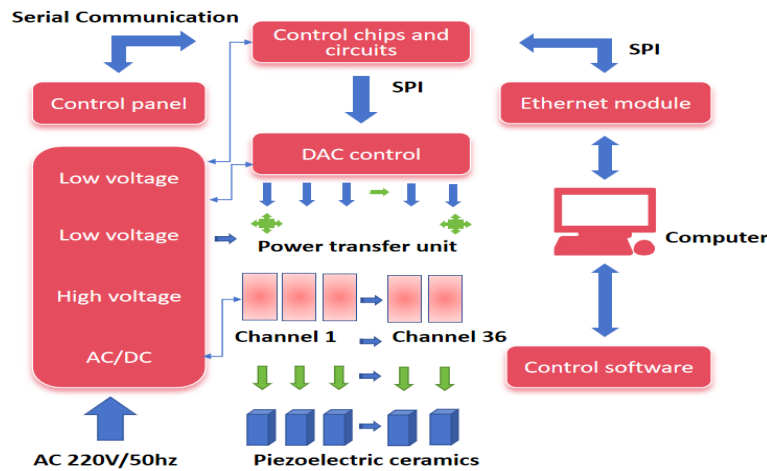 Serial Communication
Control chips and
circuits
SPI
Control panel
SPI
Ethernet module
DAC control
Low voltage
Low voltage
High voltage
AC/DC
Power transfer unit
Computer
Channel 1
Channel 36
Control software
AC 220V/50hz
Piezoelectric ceramics